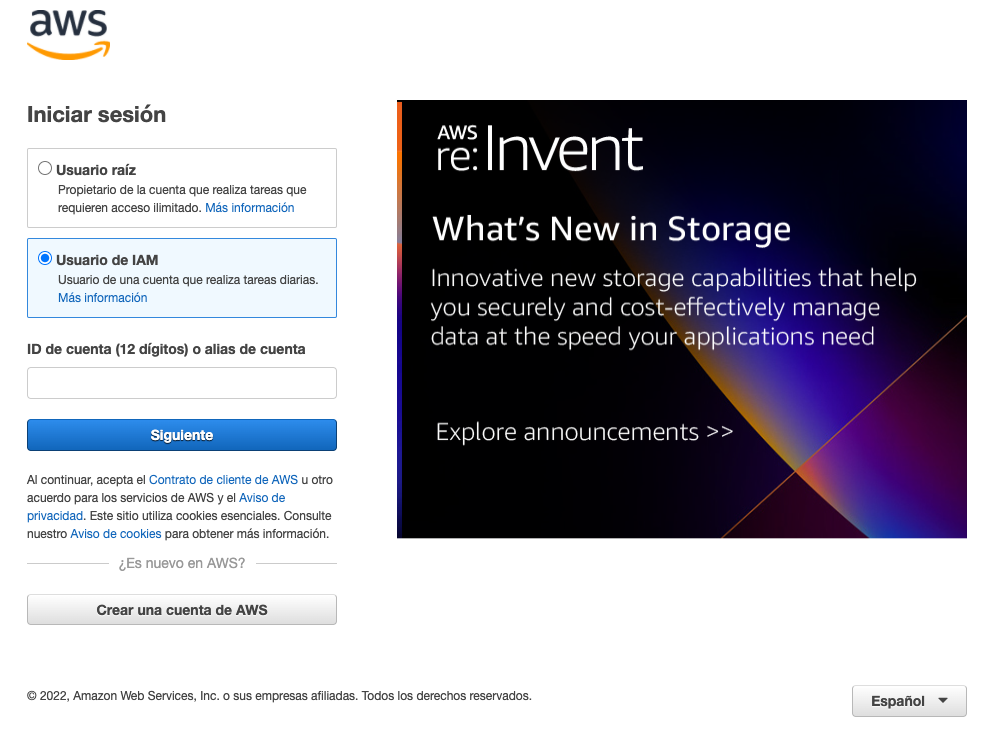 aws
Iniciar sesión
Usuario raíz
Propietario de la cuenta que realiza tareas que
requieren acceso ilimitado. Más información
Usuario de IAM
Usuario de una cuenta que realiza tareas diarias.
Más información
ID de cuenta (12 dígitos) o alias de cuenta
Siguiente
Al continuar, acepta el Contrato de cliente de AWS u otro
acuerdo para los servicios de AWS y el Aviso de
privacidad. Este sitio utiliza cookies esenciales. Consulte
nuestro Aviso de cookies para obtener más información.
¿Es nuevo en AWS?
Crear una cuenta de AWS
AWS
re:Invent
What's New in Storage
Innovative new storage capabilities that help
you securely and cost-effectively manage
data at the speed your applications need
Explore announcements >>
© 2022, Amazon Web Services, Inc. o sus empresas afiliadas. Todos los derechos reservados.
Español